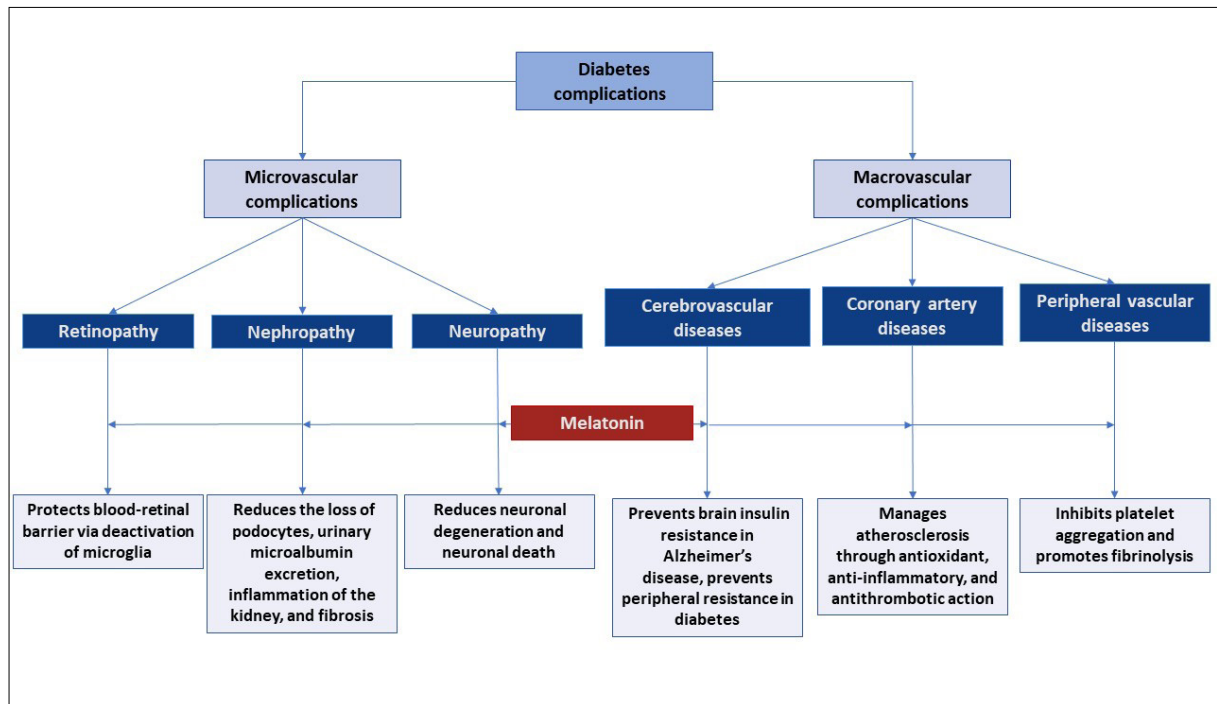 Diabetes
complications
Microvascular
complications
Macrovascular
complications
Retinopathy
Nephropathy
Neuropathy
Cerebrovascular
diseases
Coronary artery
diseases
Peripheral vascular
diseases
Melatonin
Protects blood-retinal
barrier via deactivation
of microglia
Reduces the loss of
podocytes, urinary
microalbumin
excretion,
inflammation of the
kidney, and fibrosis
Reduces neuronal
degeneration and
neuronal death
Prevents brain insulin
resistance in
Alzheimer’s
disease, prevents
peripheral resistance in
diabetes
Manages
atherosclerosis
through antioxidant,
anti-inflammatory, and
antithrombotic action
Inhibits platelet
aggregation and
promotes fibrinolysis